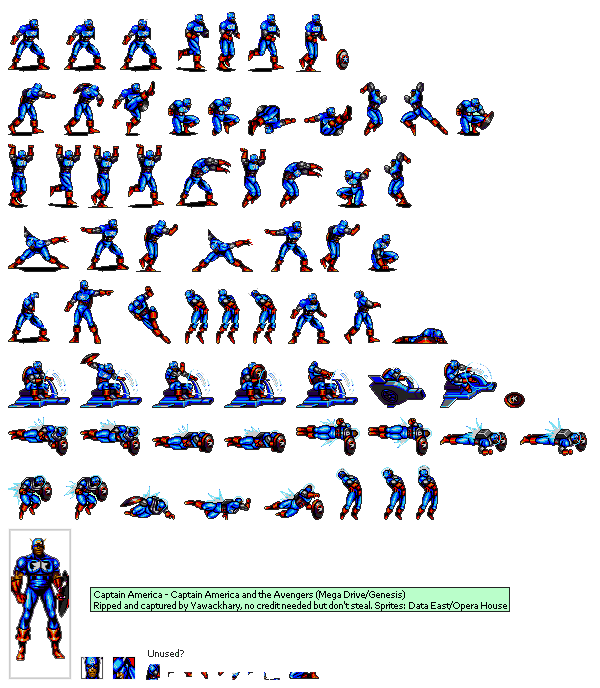 Captain America - Captain America and the Avengers (Mega Drive/Genesis)
Ripped and captured by Yawackhary, no credit needed but don't steal. Sprites: Data East/Opera House
Unused?